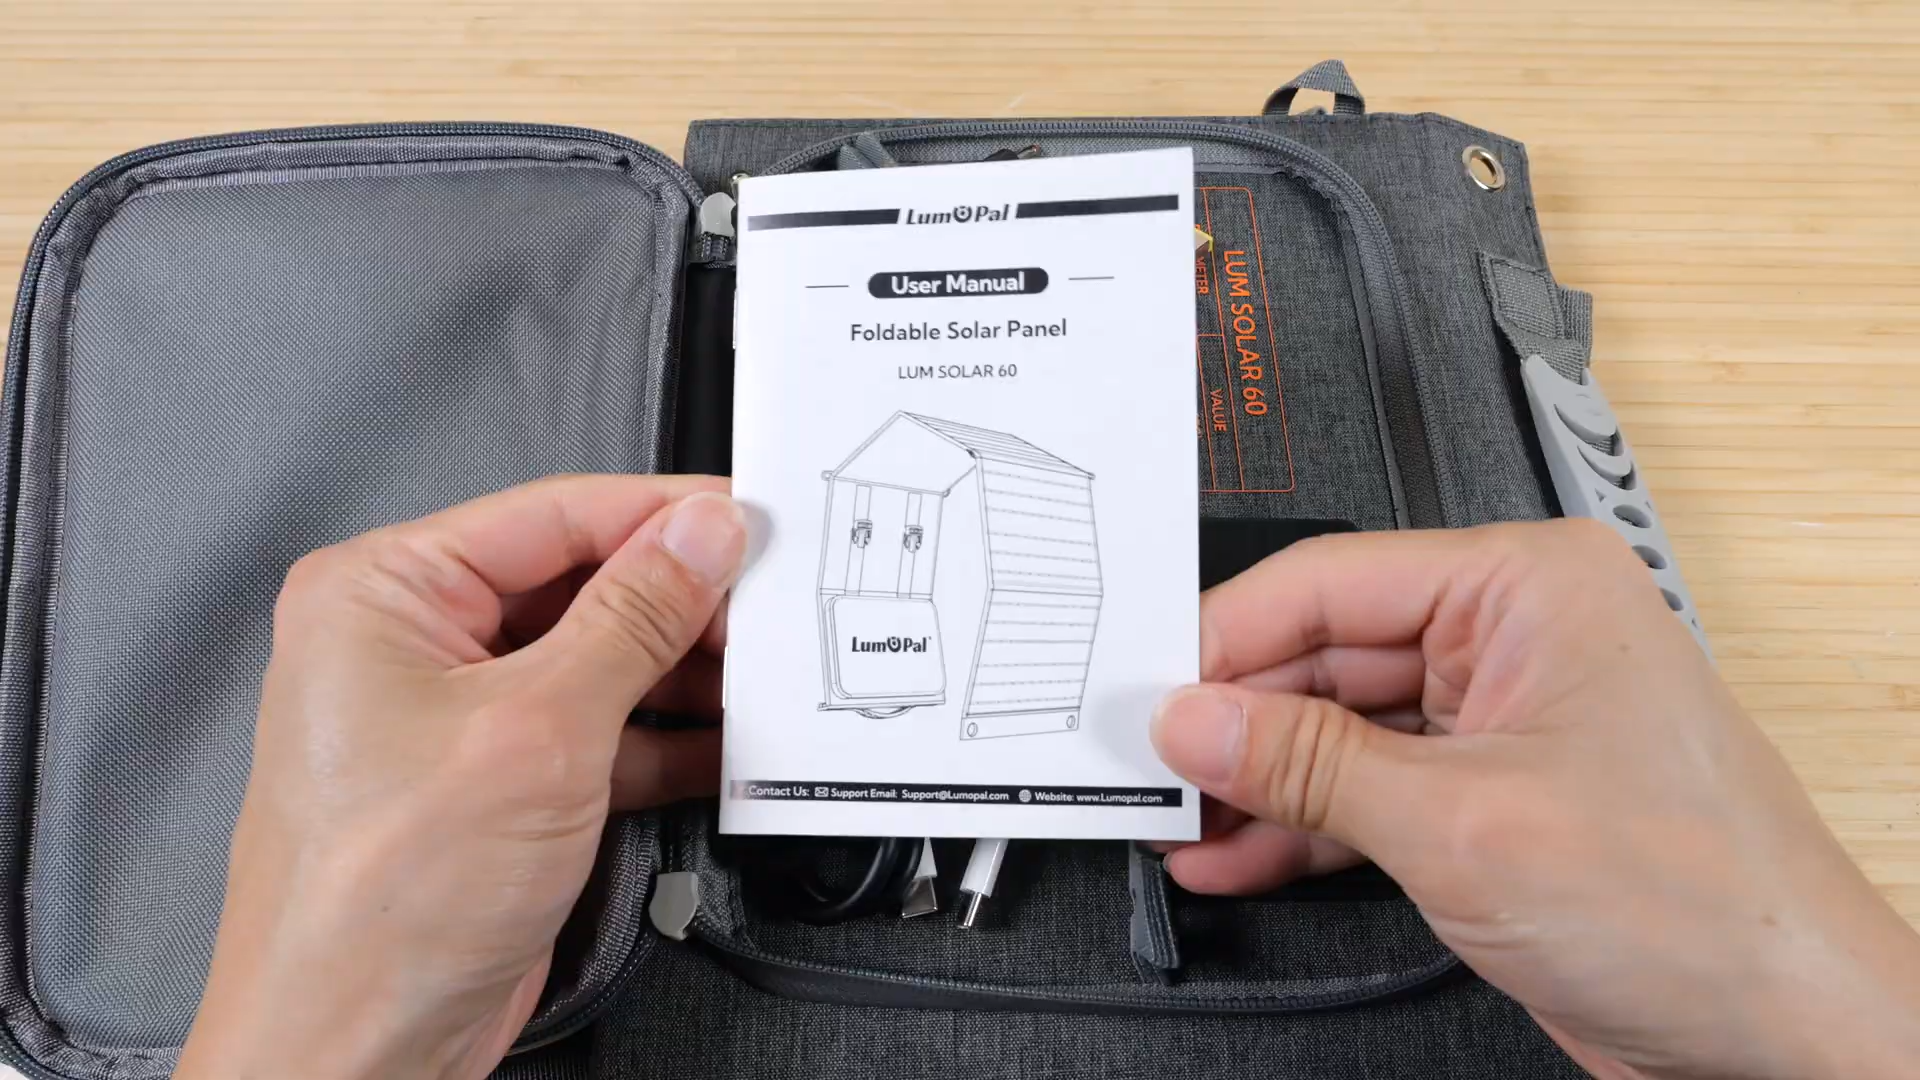 LumoPal
User Manual
Foldable Solar Panel
LUM SOLAR 60
LumoPal
Contact Us: Support Email: Support@Lumopal.com Website: www.Lumopal.com
LUM SOLAR 60
METER
VALUE